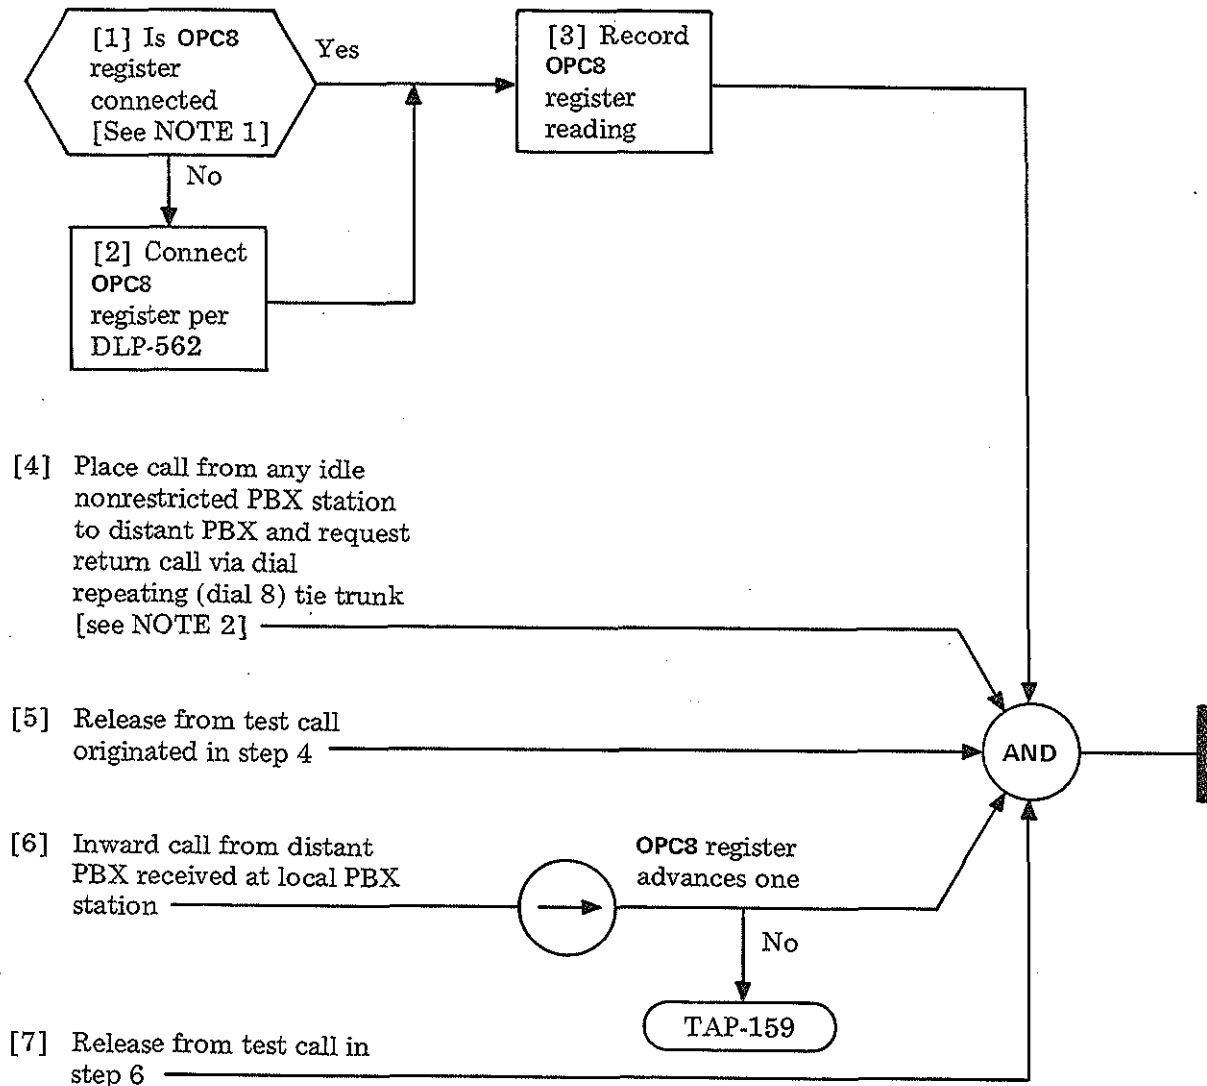 [1] Is OPC8
register
connected
[See NOTE 1]
Yes
No
[2] Connect
OPC8
register per
DLP-562
[3] Record
OPC8
register
reading
[4] Place call from any idle
nonrestricted PBX station
to distant PBX and request
return call via dial
repeating (dial 8) tie trunk
[see NOTE 2]
[5] Release from test call
originated in step 4
AND
[6] Inward call from distant
PBX received at local PBX
station
OPC8 register
advances one
No
TAP-159
[7] Release from test call in
step 6